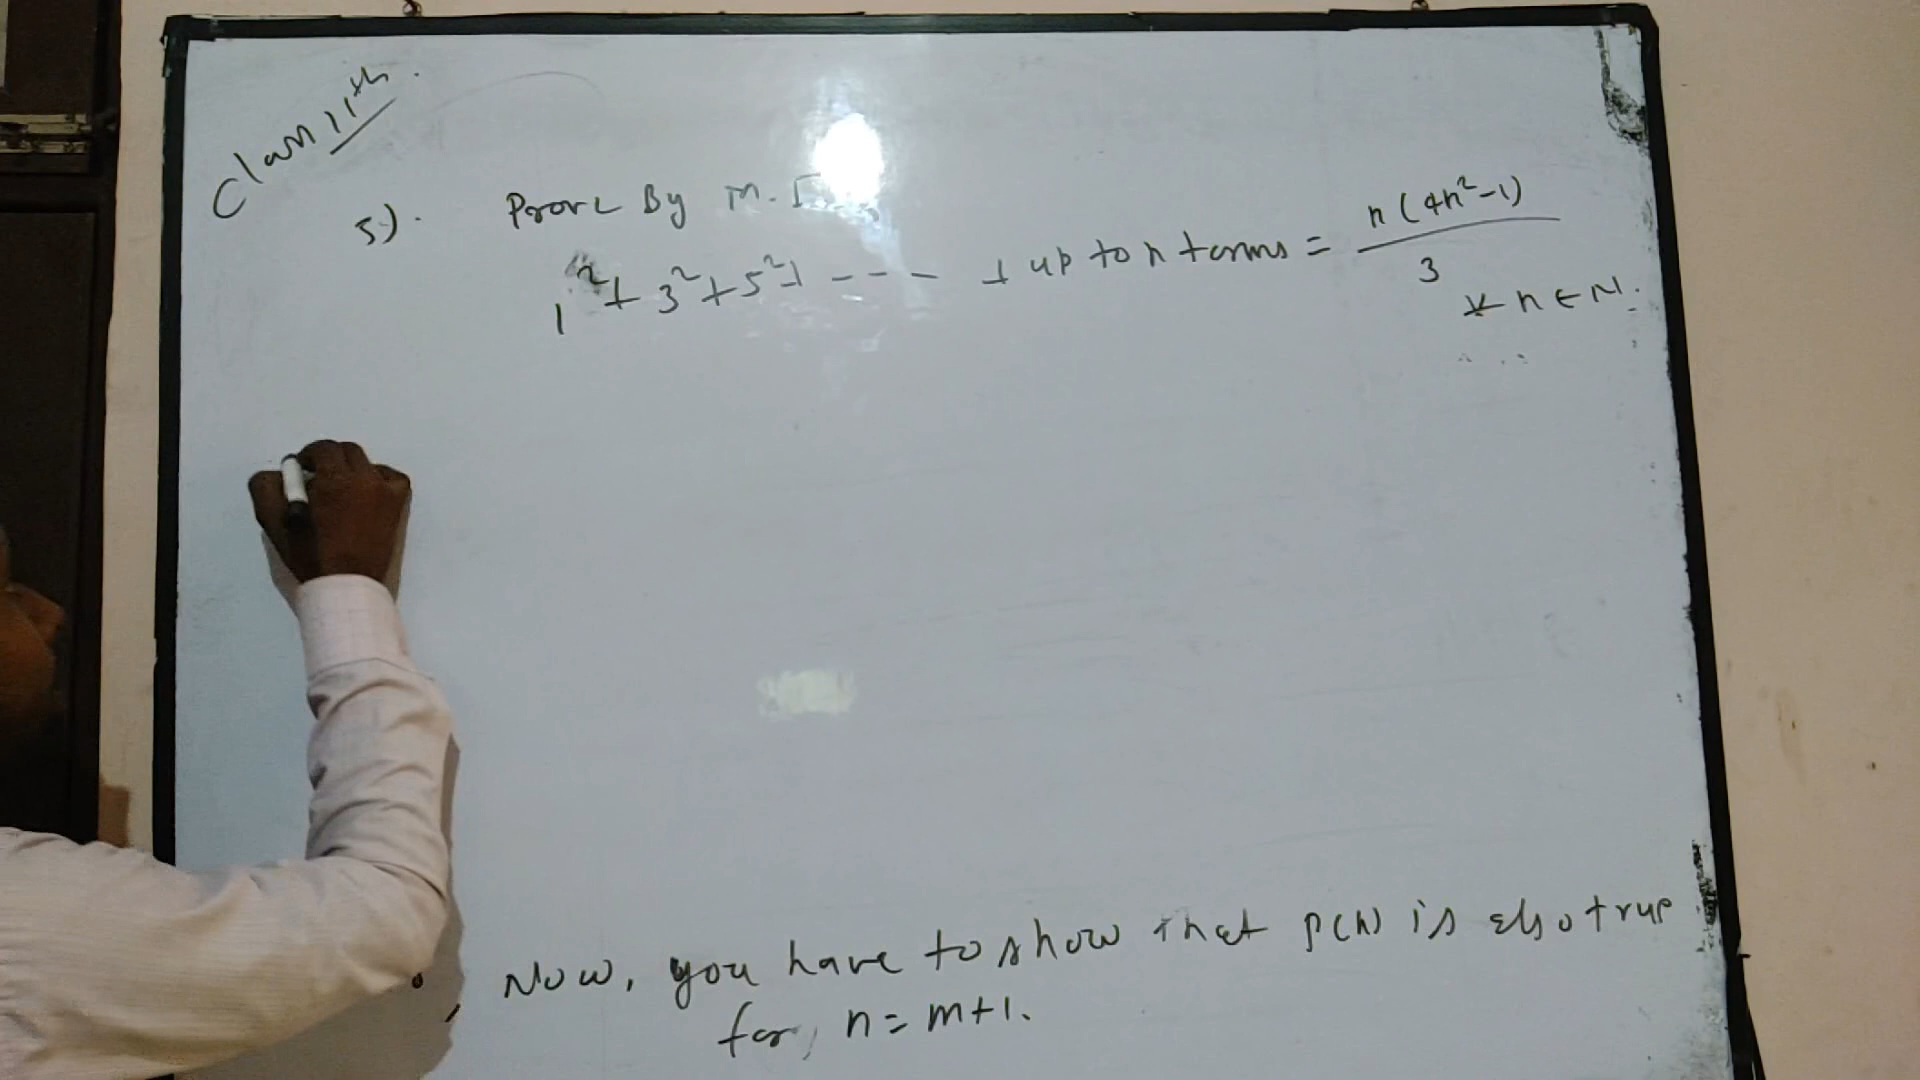 Class 11th.
5). Prove By M. I
1² + 3² + 5² + - - - - + up to n terms = n(4n²-1)/3
∀ n ∈ N.
Now, you have to show that P(n) is also true
for, n = m+1.